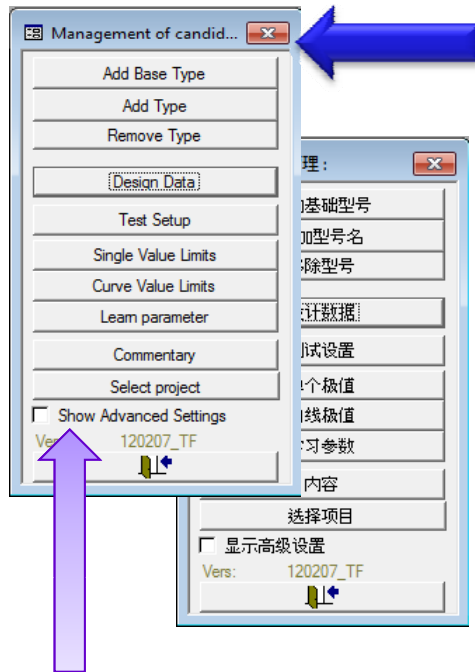 Management of candid...
Add Base Type
Add Type
Remove Type
Design Data
Test Setup
Single Value Limits
Curve Value Limits
Learn parameter
Commentary
Select project
Show Advanced Settings
120207_TF
理:
基础型号
型号名
除型号
计数据
试设置
个极值
线极值
习参数
内容
选择项目
显示高级设置
Vers: 120207_TF